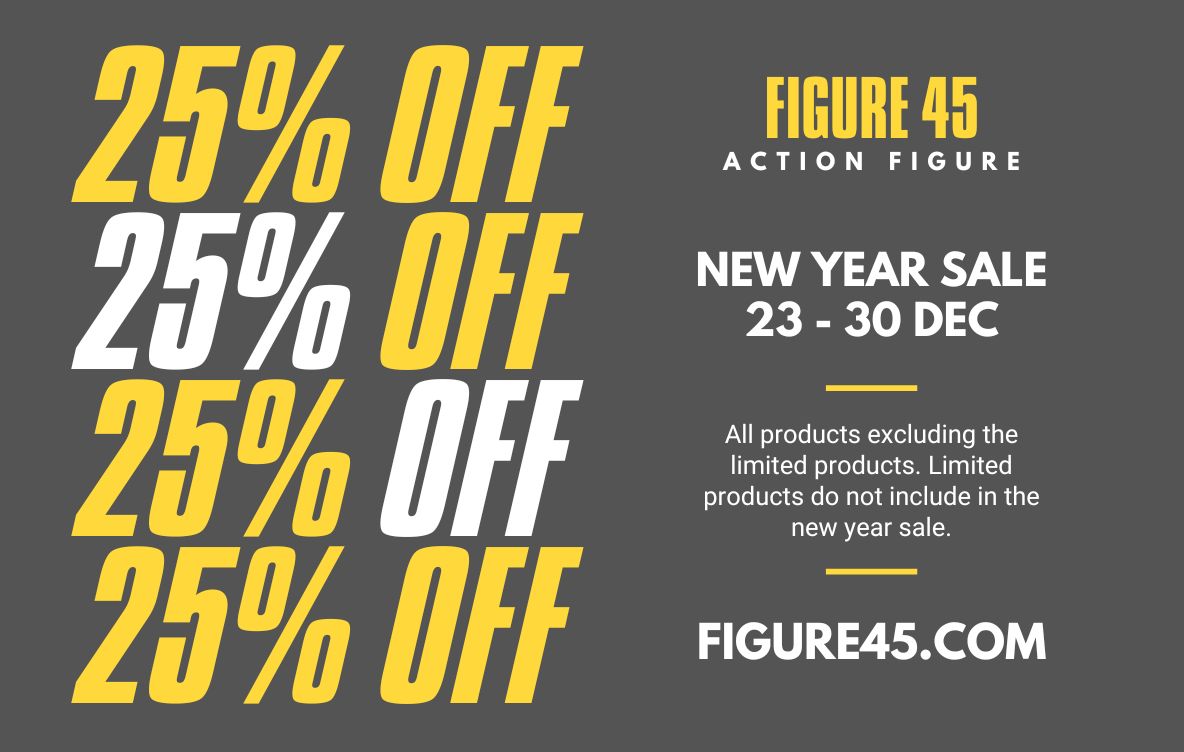 25% OFF
25% OFF
25% OFF
25% OFF
FIGURE 45
ACTION FIGURE
NEW YEAR SALE
23 - 30 DEC
All products excluding the
limited products. Limited
products do not include in the
new year sale.
FIGURE45.COM